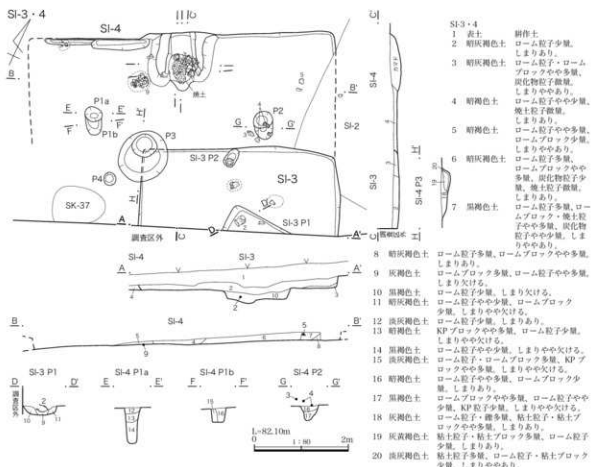 SI-3・4
SI-4
焼土
P1a
P1b
P2
P3
SI-3 P2
SI-3
SI-2
P4
SK-37
SI-3 P1
調査区外
SI-4
SI-3
SI-4 P3
SI-4
SI-3
SI-4
SI-3 P1
SI-4 P1a
SI-4 P1b
SI-4 P2
調査区外
L=82.10m
0 1:80 2m
SI-3・4
1 表土 耕作土
2 暗灰褐色土 ローム粒子少量。
しまりあり。
3 暗灰褐色土 ローム粒子・ローム
ブロックやや多量、
炭化物粒子微量。
しまりややあり。
4 暗褐色土 ローム粒子やや少量、
焼土粒子微量。
しまりあり。
5 暗褐色土 ローム粒子やや多量、
ロームブロック少量。
しまりややあり。
6 暗灰褐色土 ローム粒子多量、
ロームブロックやや
多量、炭化物粒子少
量、焼土粒子微量。
しまりあり。
7 黒褐色土 ローム粒子多量、ロー
ムブロック・焼土粒
子やや多量、炭化物
粒子やや少量。しま
りややあり。
8 暗灰褐色土 ローム粒子多量、ロームブロックやや多量。
しまりあり。
9 灰褐色土 ロームブロック多量、ローム粒子やや多量。
しまり欠ける。
10 黒褐色土 ローム粒子少量。しまり欠ける。
11 暗灰褐色土 ローム粒子やや少量、ロームブロック
少量。しまりやや欠ける。
12 淡灰褐色土 ローム粒子少量。しまりあり。
13 暗褐色土 KPブロックやや多量、ローム粒子少量。
しまりやや欠ける。
14 黒褐色土 ローム粒子やや少量。しまりやや欠ける。
15 淡灰褐色土 ローム粒子・ロームブロック多量、KPブ
ロックやや多量。しまりやや欠ける。
16 暗褐色土 ローム粒子やや多量、ロームブロック少
量。しまりあり。
17 黒褐色土 ロームブロックやや多量、ローム粒子やや
少量、KP粒子少量。しまりやや欠ける。
18 灰褐色土 ローム粒子・礫多量、粘土粒子・粘土ブ
ロックやや多量。しまりあり。
19 灰黄褐色土 粘土粒子・粘土ブロック多量、ローム粒子
少量。しまりあり。
20 淡灰褐色土 粘土粒子多量、ローム粒子・粘土ブロック
少量。しまりややあり。